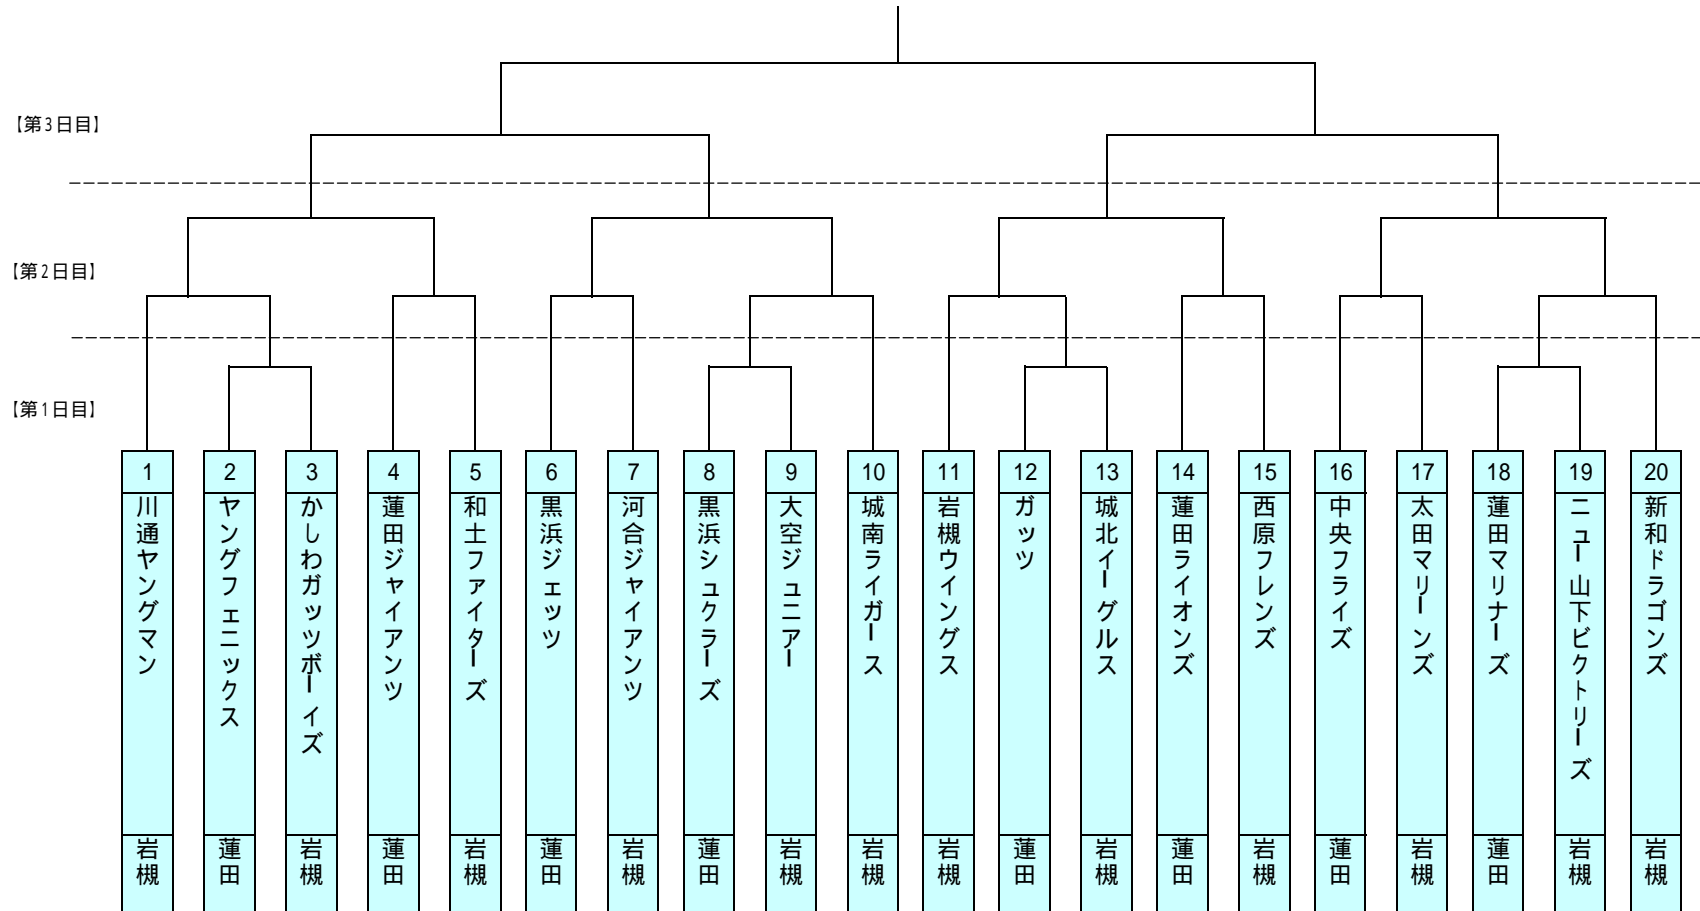 【第3日目】
【第2日目】
【第1日目】
1 2 3 4 5 6 7 8 9 10 11 12 13 14 15 16 17 18 19 20
川通ヤングマン
ヤングフェニックス
かしわガッツボーイズ
蓮田ジャイアンツ
和土ファイターズ
黒浜ジェッツ
河合ジャイアンツ
黒浜シュクラーズ
大空ジュニアー
城南ライガース
岩槻ウイングス
ガッツ
城北イーグルス
蓮田ライオンズ
西原フレンズ
中央フライズ
太田マリーンズ
蓮田マリナーズ
ニュー山下ビクトリーズ
新和ドラゴンズ
岩槻
蓮田
岩槻
蓮田
岩槻
蓮田
岩槻
蓮田
岩槻
岩槻
岩槻
蓮田
岩槻
蓮田
岩槻
蓮田
岩槻
蓮田
岩槻
岩槻